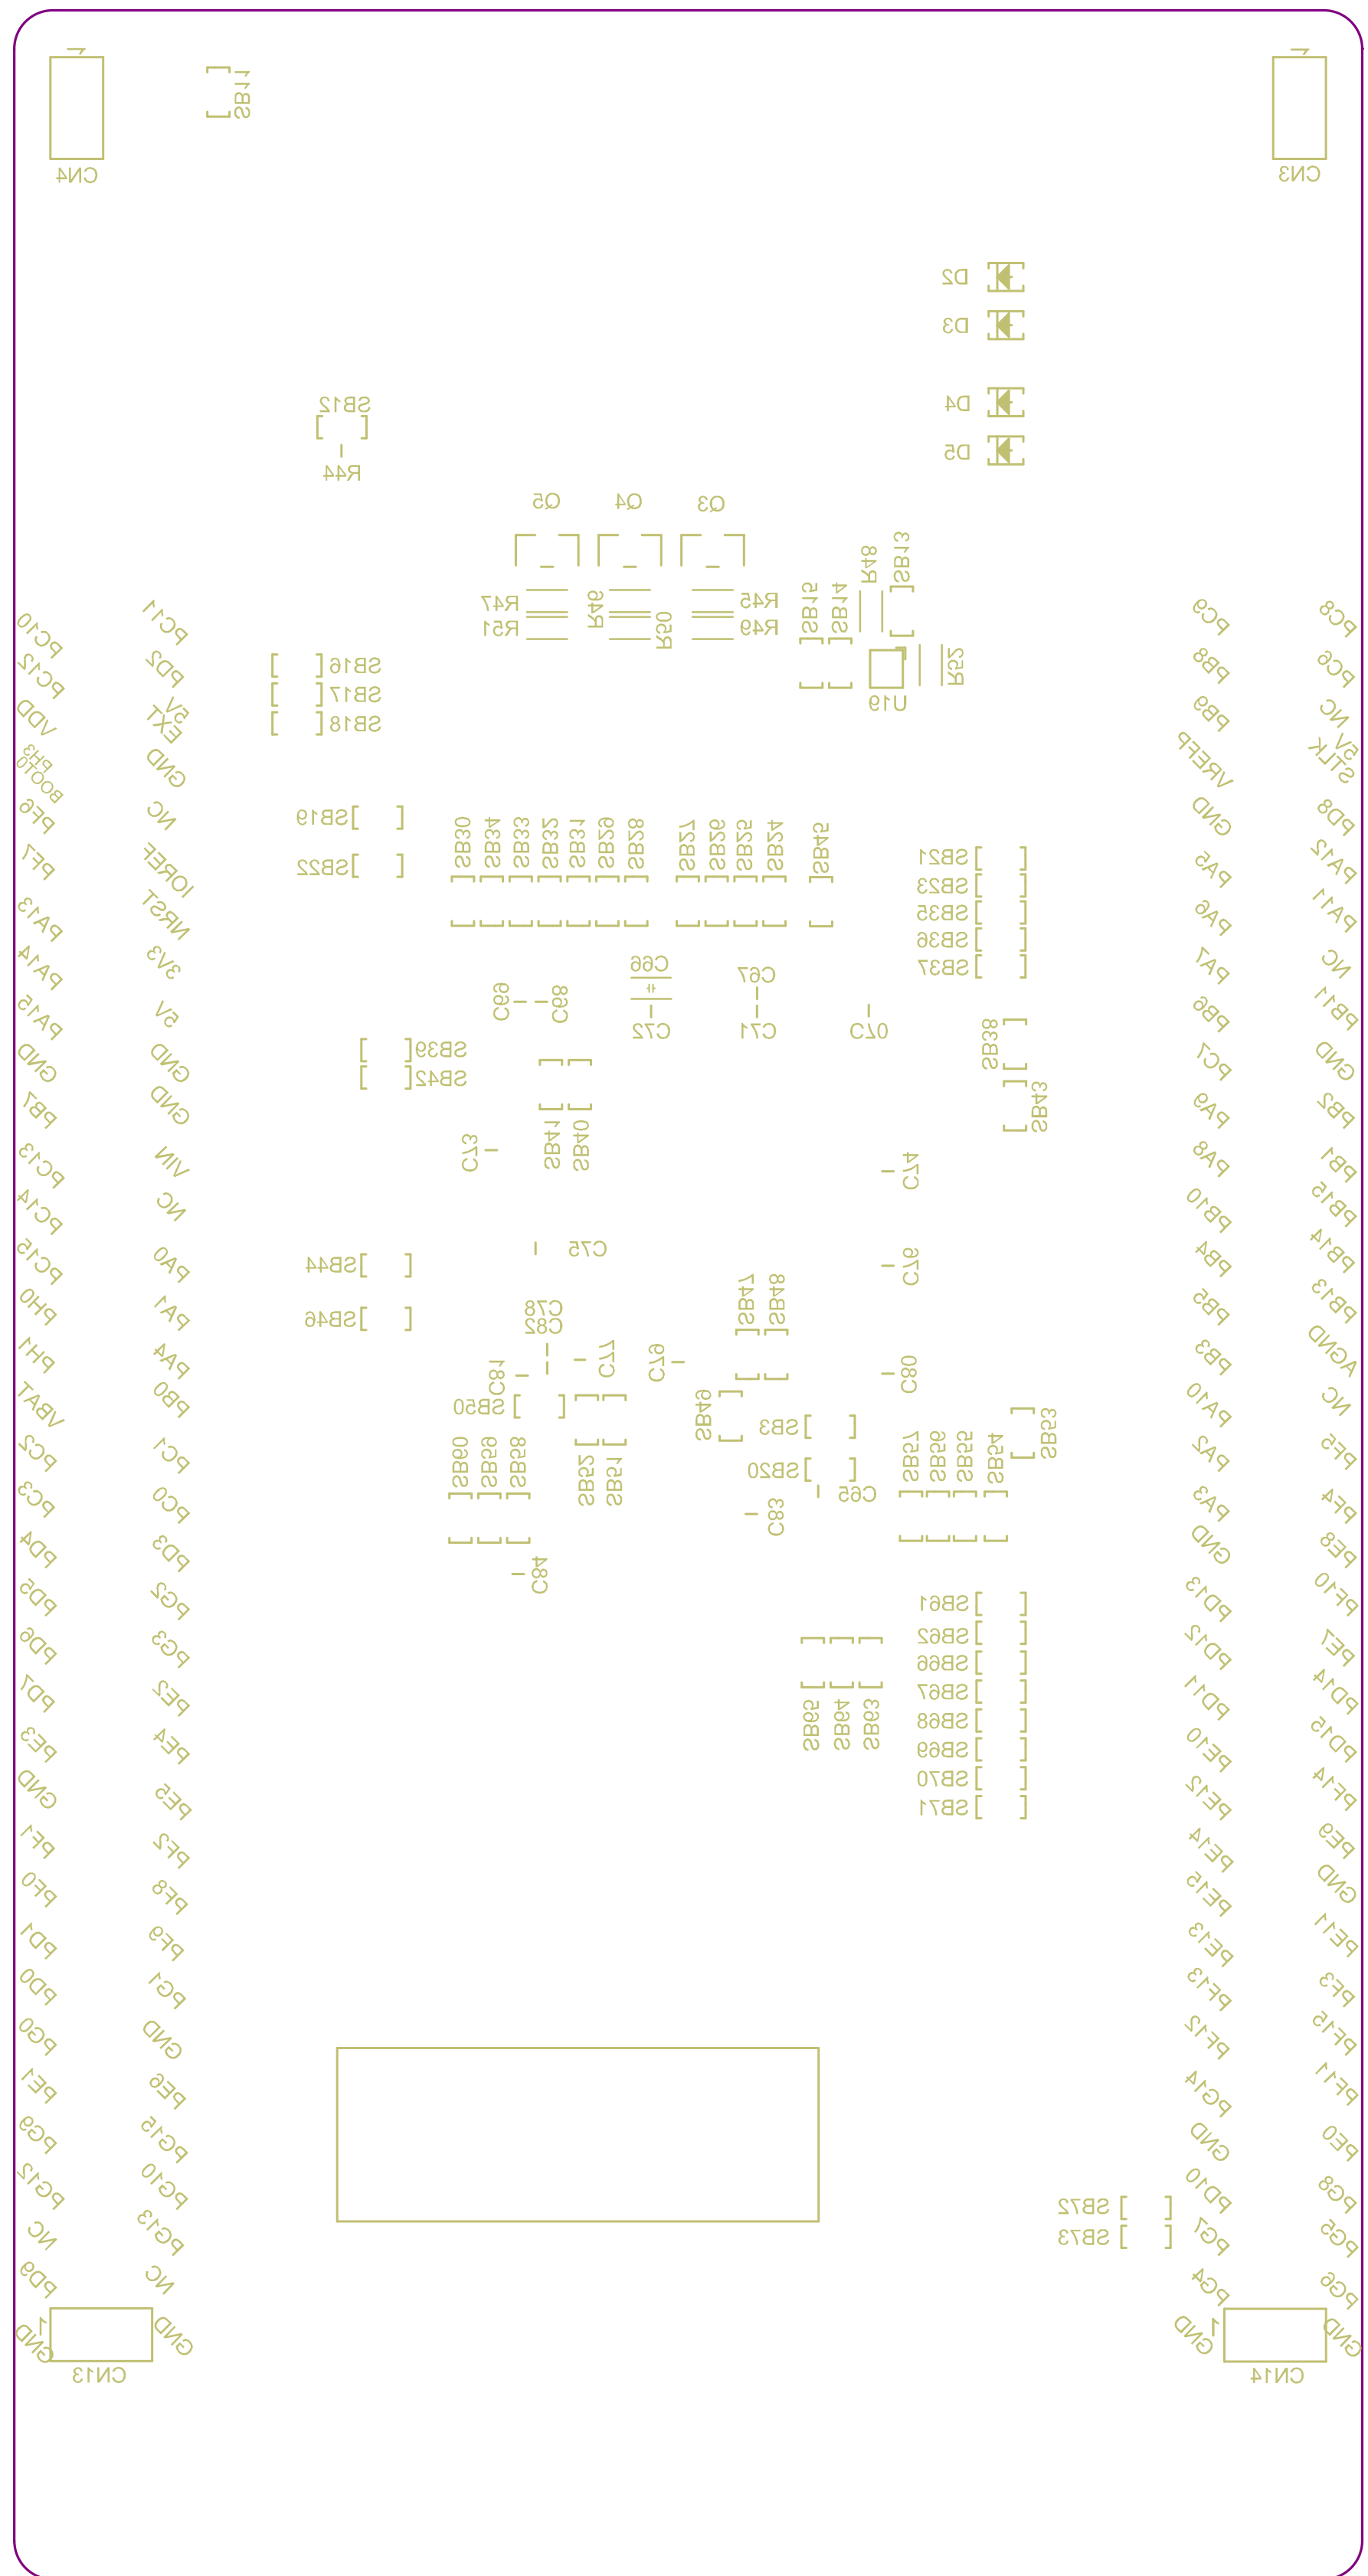 1
1
SB11
CN4
CN3
D2
D3
D4
D5
SB12
R44
Q5
Q4
Q3
R48
SB13
R47
R46
R45
SB15
SB14
R51
R50
R49
R52
U19
PC10
PC11
PC9
PC8
PC12
PD2
SB16
PB8
PC6
VDD
5V
EXT
SB17
PB9
NC
SB18
PH3
BOOT0
GND
VREFP
5V
STLK
PF6
NC
SB19
GND
PD8
SB30
SB34
SB33
SB32
SB31
SB29
SB28
SB27
SB26
SB25
SB24
SB45
PF7
IOREF
SB22
SB21
PA5
PA12
SB23
PA13
NRST
SB35
PA6
PA11
SB36
PA14
3V3
C66
C67
SB37
PA7
NC
C69
C68
PA15
5V
C72
C71
C70
SB38
PB6
PB11
GND
GND
SB39
PC7
GND
SB42
PB7
GND
SB43
PA9
PB2
SB41
SB40
PC13
VIN
C73
C74
PA8
PB1
PC14
NC
PB10
PB15
PC15
PA0
SB44
C75
C76
PB4
PB14
PH0
PA1
SB46
C78
C82
SB47
SB48
PB5
PB13
PH1
PA4
C81
C77
C79
C80
PB3
AGND
VBAT
PB0
SB50
SB49
SB3
PA10
NC
SB53
PC2
PC1
SB60
SB59
SB58
SB52
SB51
SB20
SB57
SB56
SB55
SB54
PA2
PF5
PC3
PC0
C83
C65
PA3
PF4
PD4
PD3
C84
GND
PE8
PD5
PG2
SB61
PD13
PF10
PD6
PG3
SB62
PD12
PE7
SB66
PD7
PE2
SB67
PD11
PD14
SB65
SB64
SB63
SB68
PE3
PE4
SB69
PE10
PD15
GND
PE5
SB70
PE12
PF14
SB71
PF1
PF2
PE14
PE9
PF0
PF8
PE15
GND
PD1
PF9
PE13
PE11
PD0
PG1
PF13
PF3
PG0
GND
PF12
PF15
PE1
PE6
PG14
PF11
PG9
PG15
GND
PE0
PG12
PG10
SB72
PD10
PG8
NC
PG13
SB73
PG7
PG5
PD9
NC
PG4
PG6
1
GND
GND
1
GND
GND
CN13
CN14